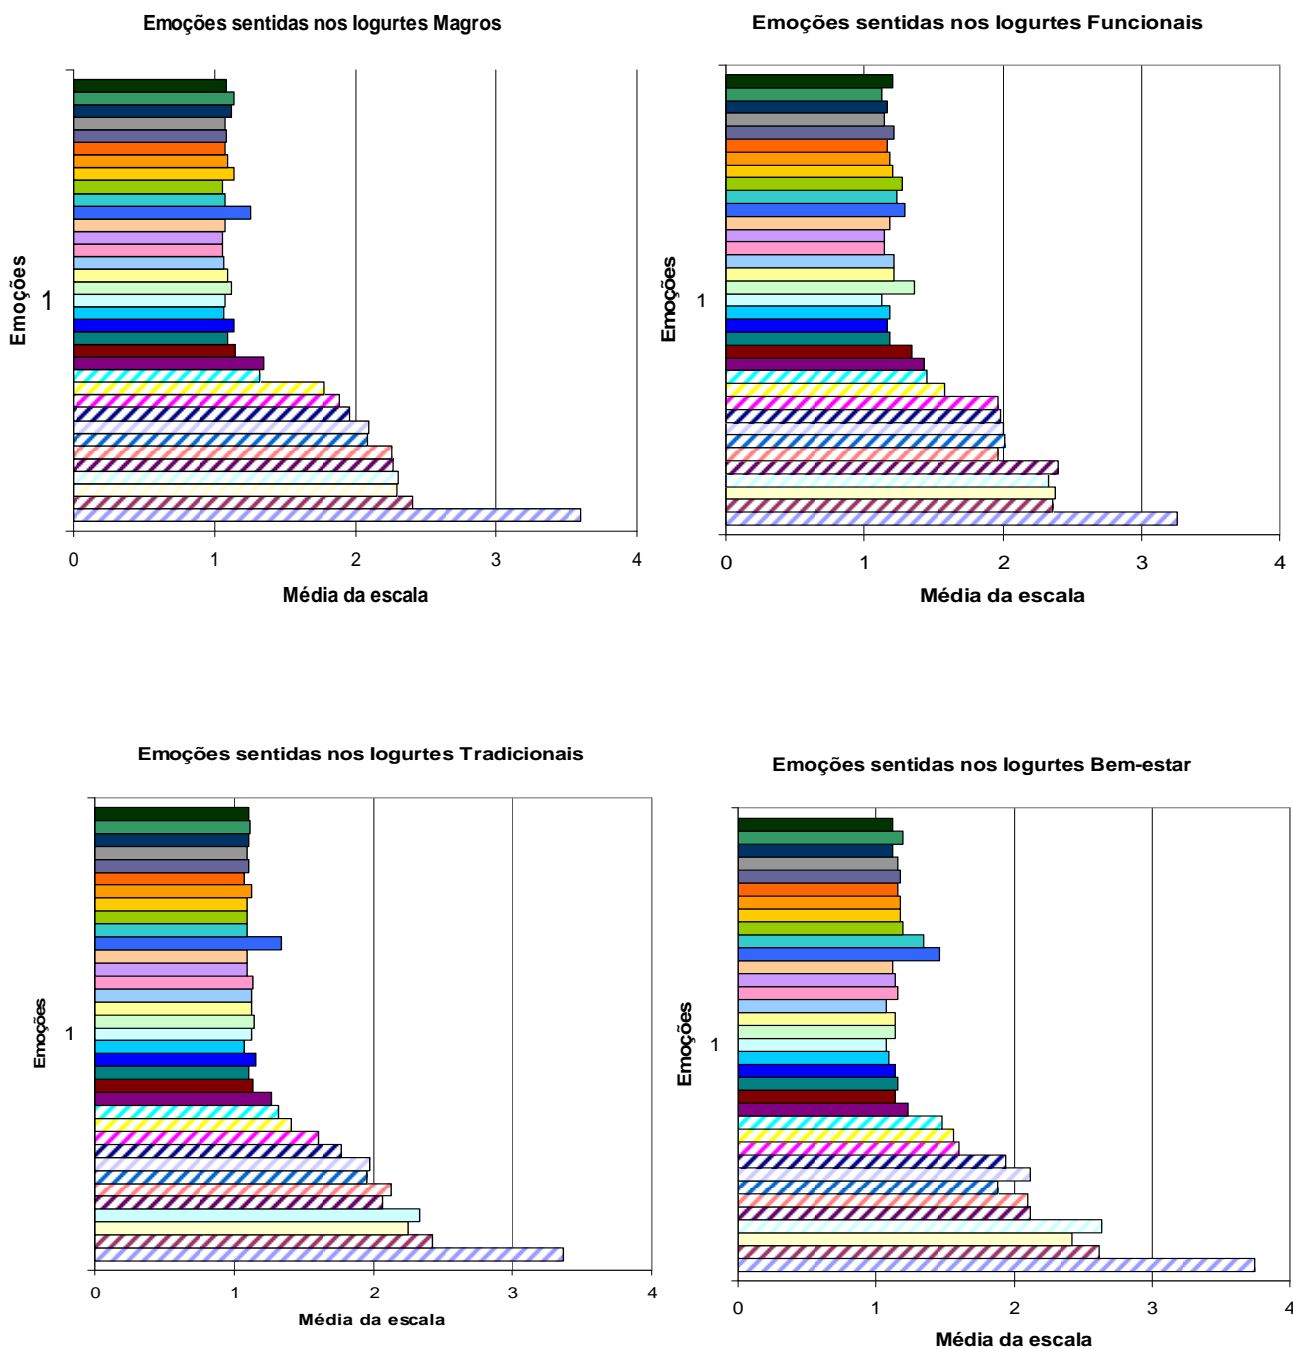 Emoções sentidas nos Iogurtes Magros
Emoções
1
0 1 2 3 4
Média da escala
Emoções sentidas nos Iogurtes Funcionais
Emoções
1
0 1 2 3 4
Média da escala
Emoções sentidas nos Iogurtes Tradicionais
Emoções
1
0 1 2 3 4
Média da escala
Emoções sentidas nos Iogurtes Bem-estar
Emoções
1
0 1 2 3 4
Média da escala